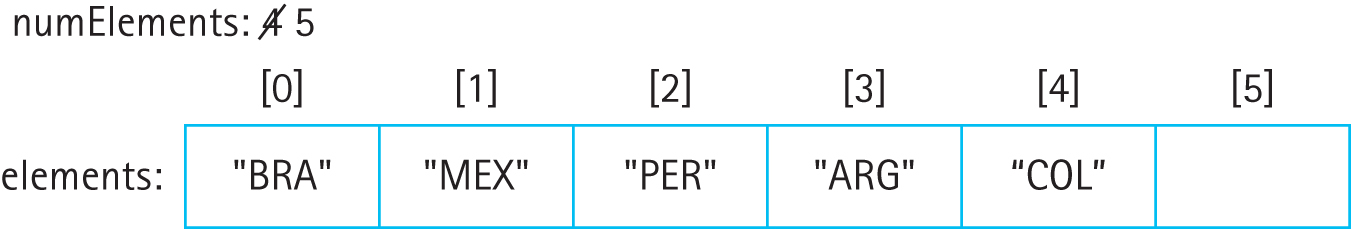 numElements: 4 5
[0] [1] [2] [3] [4] [5]
elements: "BRA" "MEX" "PER" "ARG" “COL”